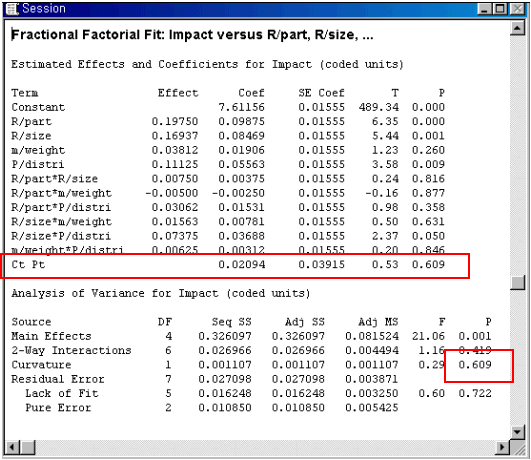 Session
Fractional Factorial Fit: Impact versus R/part, R/size, ...
Estimated Effects and Coefficients for Impact (coded units)
Term Effect Coef SE Coef T P
Constant 7.61156 0.01555 489.34 0.000
R/part 0.19750 0.09875 0.01555 6.35 0.000
R/size 0.16937 0.08469 0.01555 5.44 0.001
m/weight 0.03812 0.01906 0.01555 1.23 0.260
P/distri 0.11125 0.05563 0.01555 3.58 0.009
R/part*R/size 0.00750 0.00375 0.01555 0.24 0.816
R/part*m/weight -0.00500 -0.00250 0.01555 -0.16 0.877
R/part*P/distri 0.03062 0.01531 0.01555 0.98 0.358
R/size*m/weight 0.01563 0.00781 0.01555 0.50 0.631
R/size*P/distri 0.07375 0.03688 0.01555 2.37 0.050
m/weight*P/distri 0.00625 0.00312 0.01555 0.20 0.846
Ct Pt 0.02094 0.03915 0.53 0.609
Analysis of Variance for Impact (coded units)
Source DF Seq SS Adj SS Adj MS F P
Main Effects 4 0.326097 0.326097 0.081524 21.06 0.001
2-Way Interactions 6 0.026966 0.026966 0.004494 1.16 0.419
Curvature 1 0.001107 0.001107 0.001107 0.29 0.609
Residual Error 7 0.027098 0.027098 0.003871
Lack of Fit 5 0.016248 0.016248 0.003250 0.60 0.722
Pure Error 2 0.010850 0.010850 0.005425